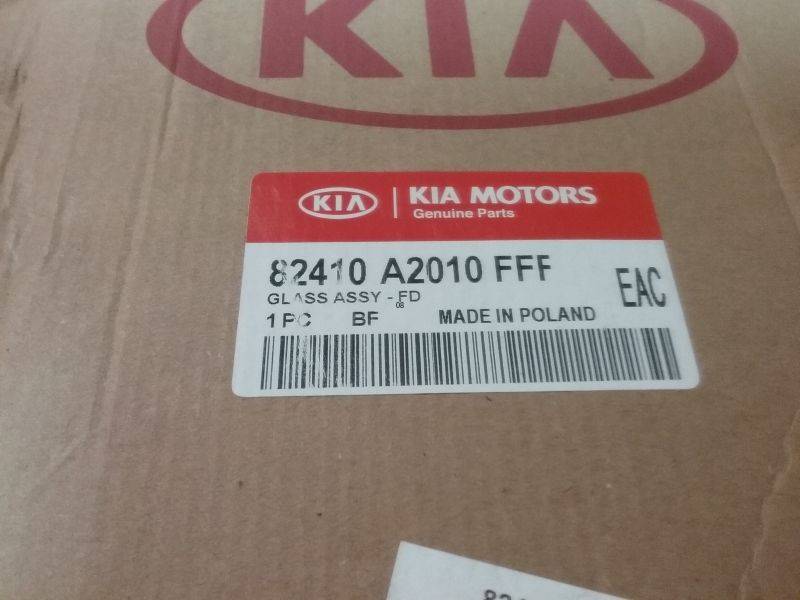 KIA
KIA | KIA MOTORS
Genuine Parts
82410 A2010 FFF
GLASS ASSY - FD
08
EAC
1 PC BF MADE IN POLAND